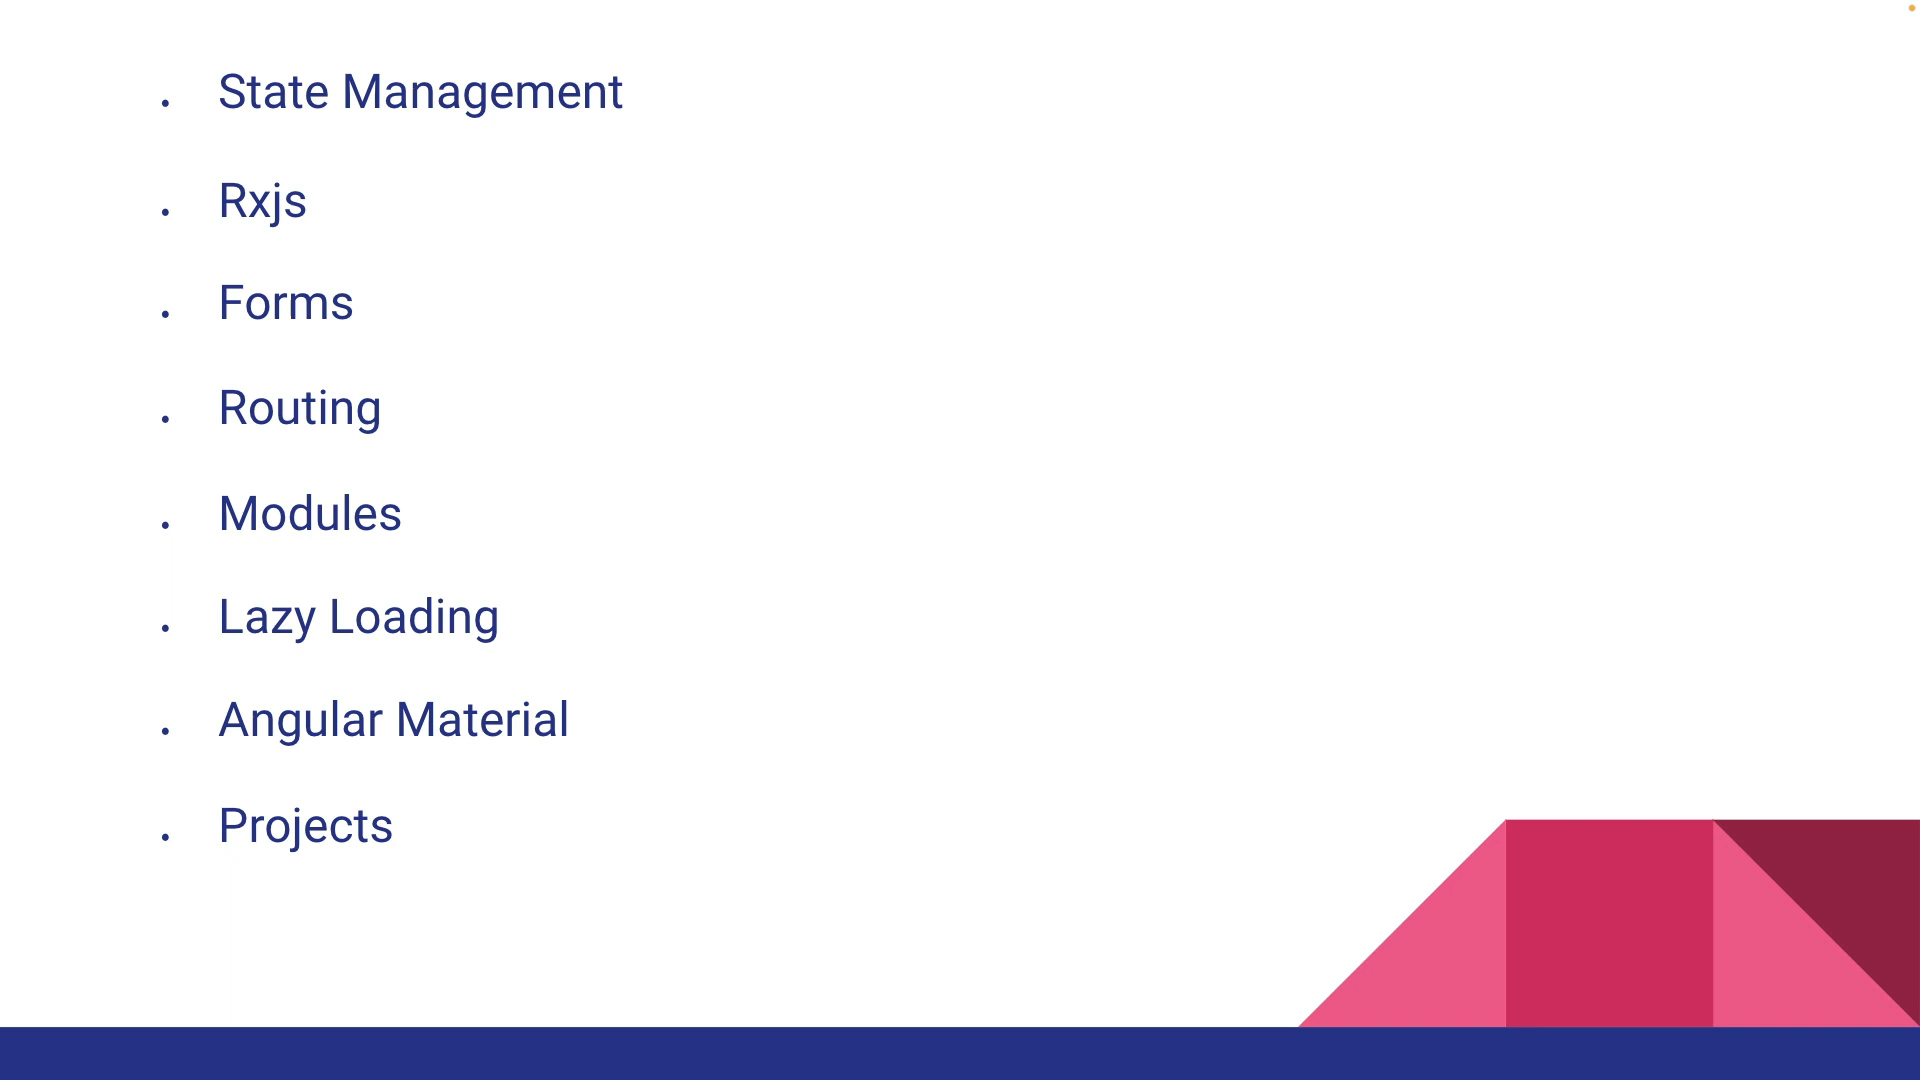 • State Management
• Rxjs
• Forms
• Routing
• Modules
• Lazy Loading
• Angular Material
• Projects